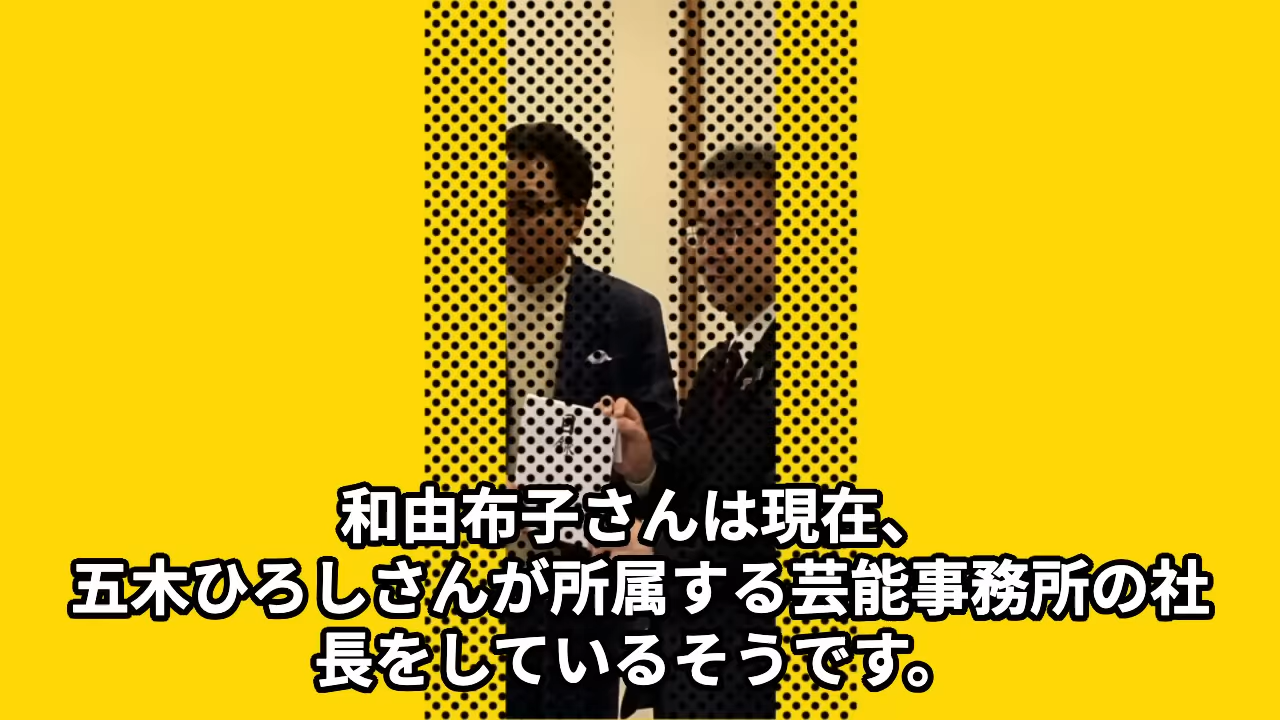 目録
和由布子さんは現在、
五木ひろしさんが所属する芸能事務所の社
長をしているそうです。